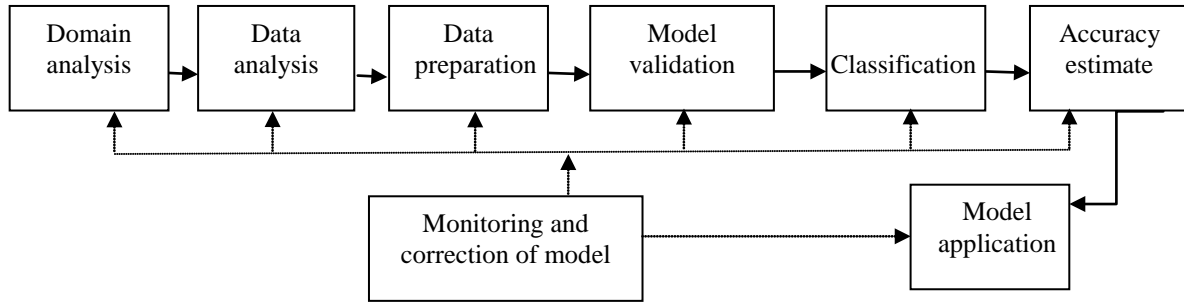 Domain
analysis
Data
analysis
Data
preparation
Model
validation
Classification
Accuracy
estimate
Monitoring and
correction of model
Model
application